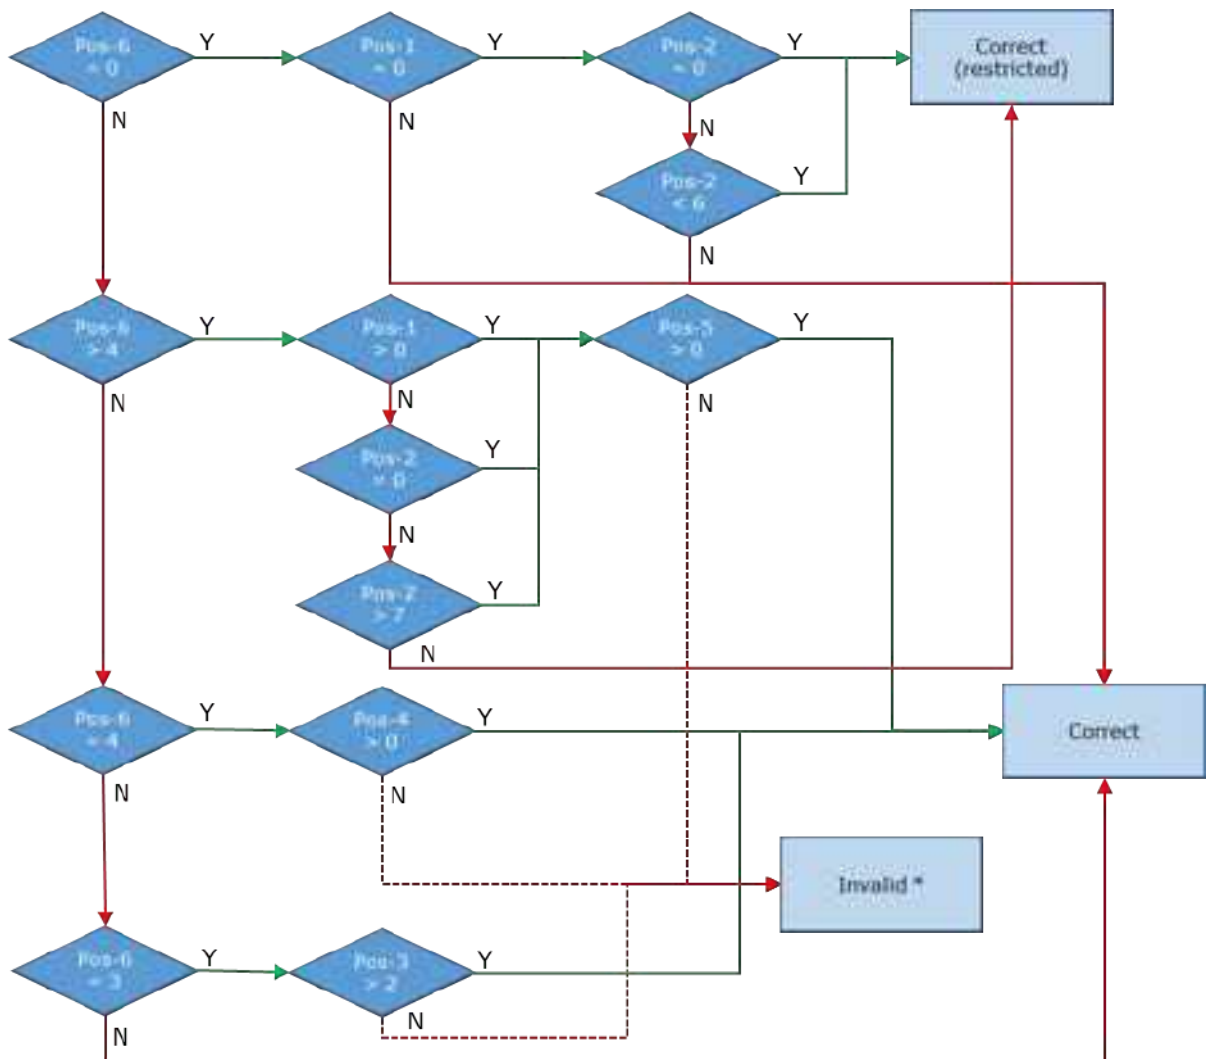 Pos-6
= 0
Y
Pos-1
= 0
Y
Pos-2
= 0
Y
Correct
(restricted)
N
N
N
Pos-2
< 6
Y
N
Pos-6
> 4
Y
Pos-1
> 0
Y
Pos-5
> 0
Y
N
N
N
Pos-2
= 0
Y
N
Pos-2
> 7
Y
N
Pos-6
= 4
Y
Pos-4
> 0
Y
Correct
N
N
Invalid *
Pos-6
= 3
Y
Pos-3
> 2
Y
N
N